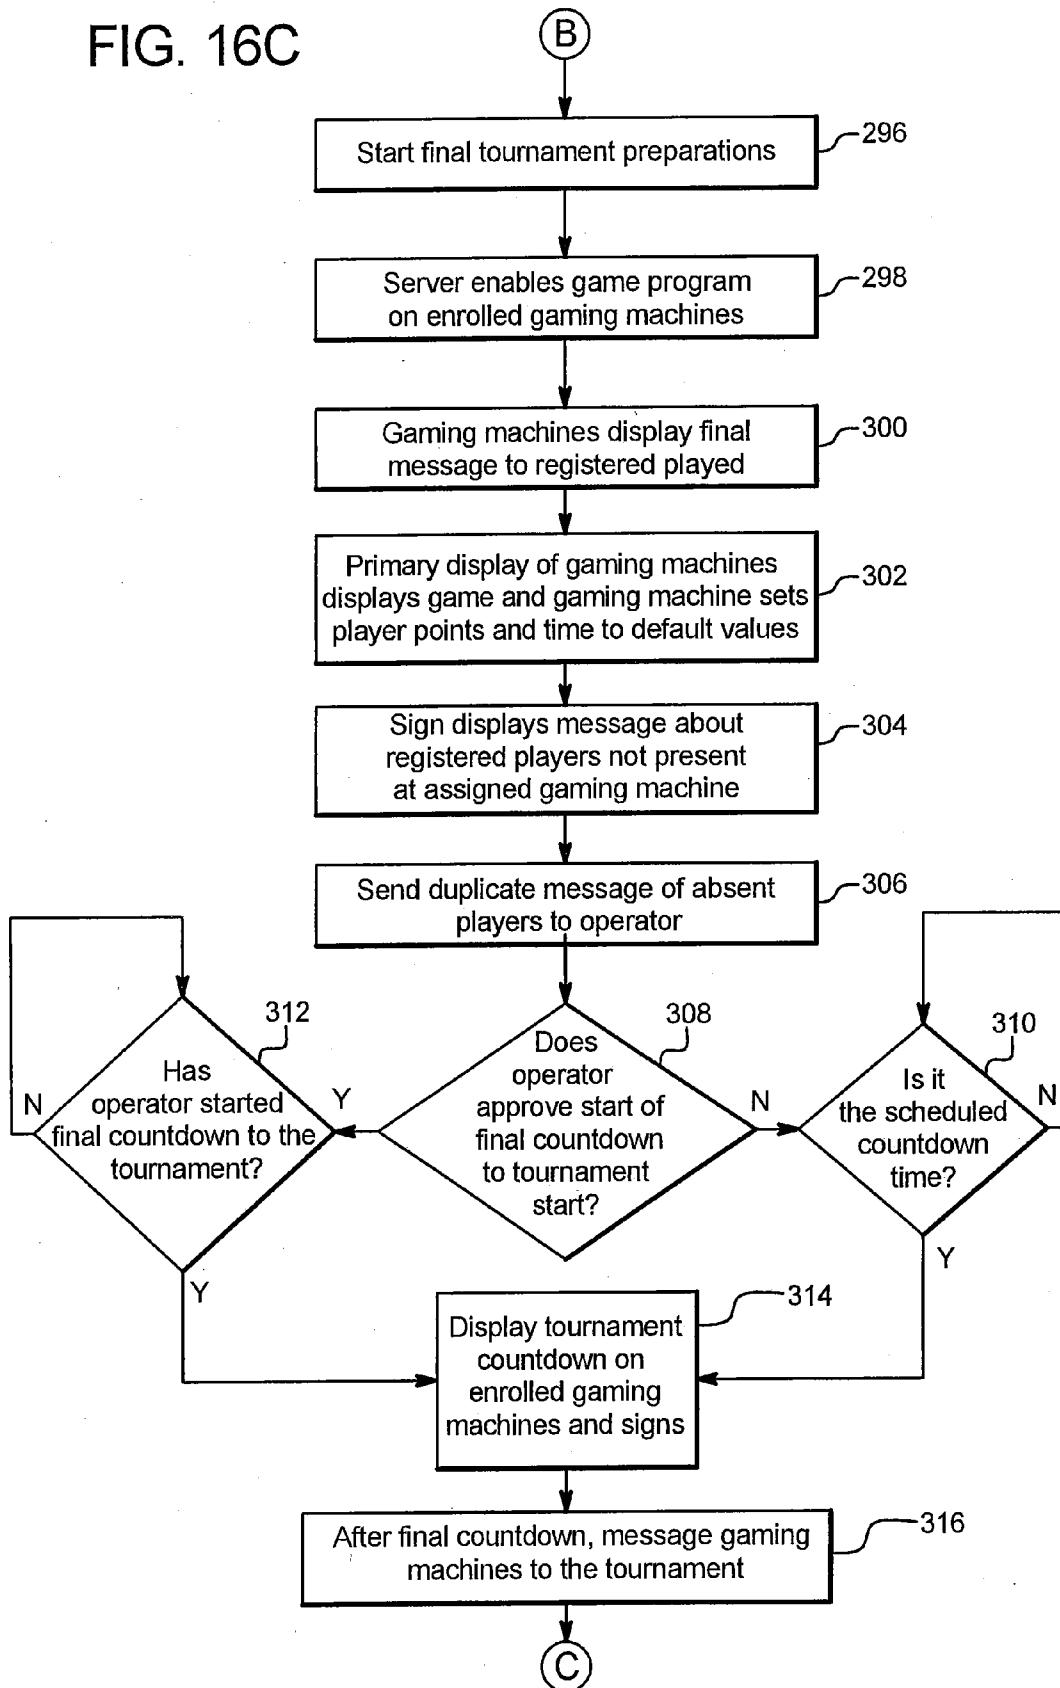 FIG. 16C
B
Start final tournament preparations
296
Server enables game program
on enrolled gaming machines
298
Gaming machines display final
message to registered played
300
Primary display of gaming machines
displays game and gaming machine sets
player points and time to default values
302
Sign displays message about
registered players not present
at assigned gaming machine
304
Send duplicate message of absent
players to operator
306
312
Has
operator started
final countdown to the
tournament?
N
Y
Y
308
Does
operator
approve start of
final countdown
to tournament
start?
N
310
Is it
the scheduled
countdown
time?
N
Y
314
Display tournament
countdown on
enrolled gaming
machines and signs
After final countdown, message gaming
machines to the tournament
316
C